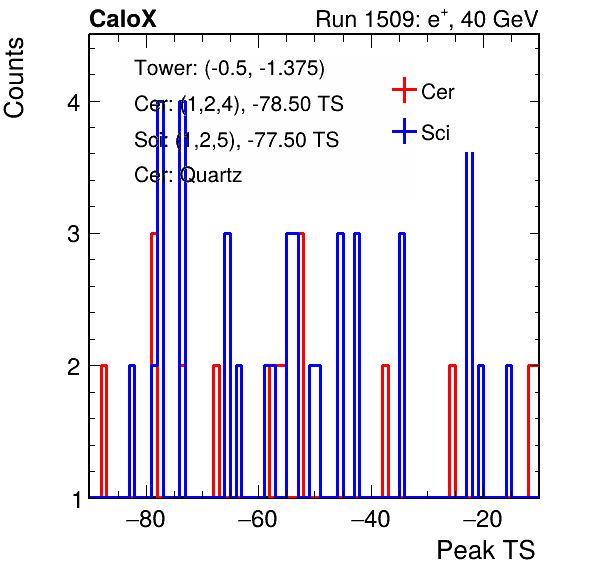 CaloX Run 1509: e+, 40 GeV
Counts
Tower: (-0.5, -1.375)
Cer: (1,2,4), -78.50 TS
Sci: (1,2,5), -77.50 TS
Cer: Quartz
Cer
Sci
4
3
2
1
−80 −60 −40 −20
Peak TS